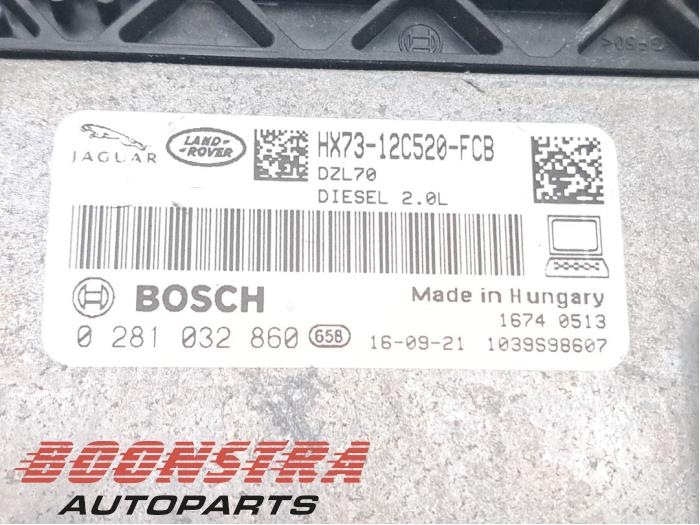 JAGUAR
LAND-ROVER
HX73-12C520-FCB
DZL70
DIESEL 2.0L
BOSCH
Made in Hungary
0 281 032 860 65B
16-09-21
1674 0513
1039S98607
BOONSTRA
AUTOPARTS